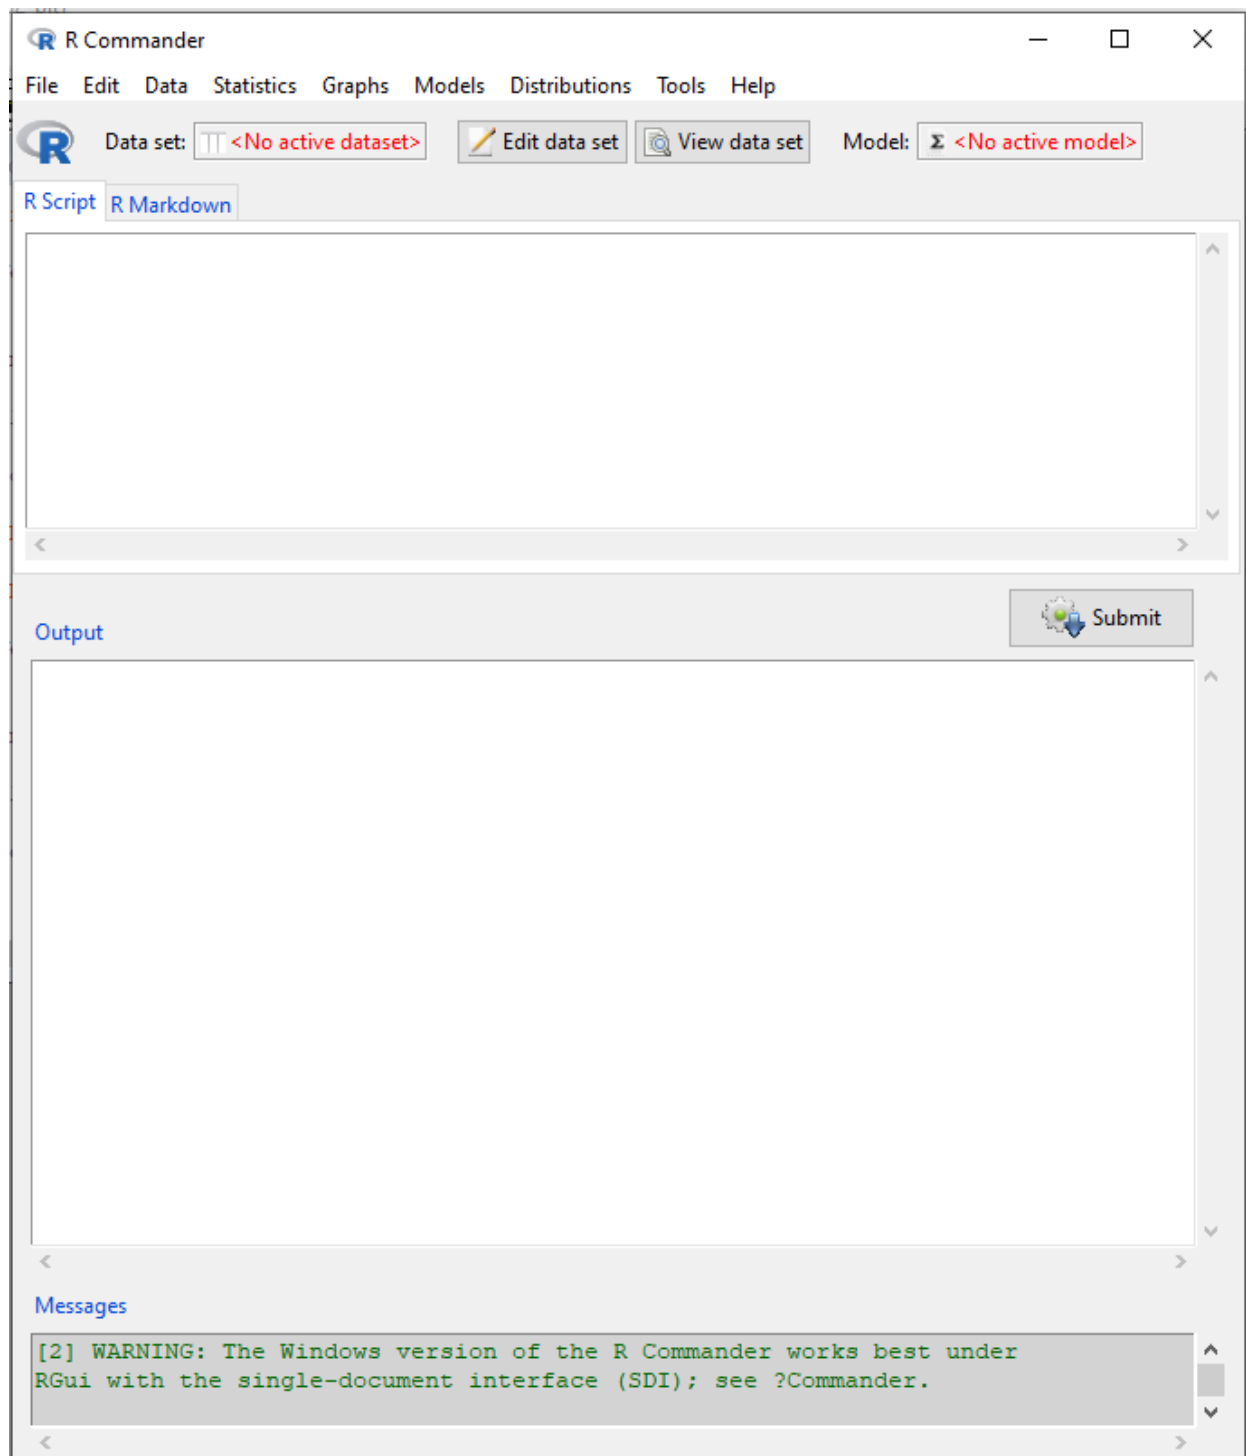 R Commander
File Edit Data Statistics Graphs Models Distributions Tools Help
R Data set: <No active dataset> Edit data set View data set Model: Σ <No active model>
R Script R Markdown
Submit
Output
Messages
[2] WARNING: The Windows version of the R Commander works best under
RGui with the single-document interface (SDI); see ?Commander.